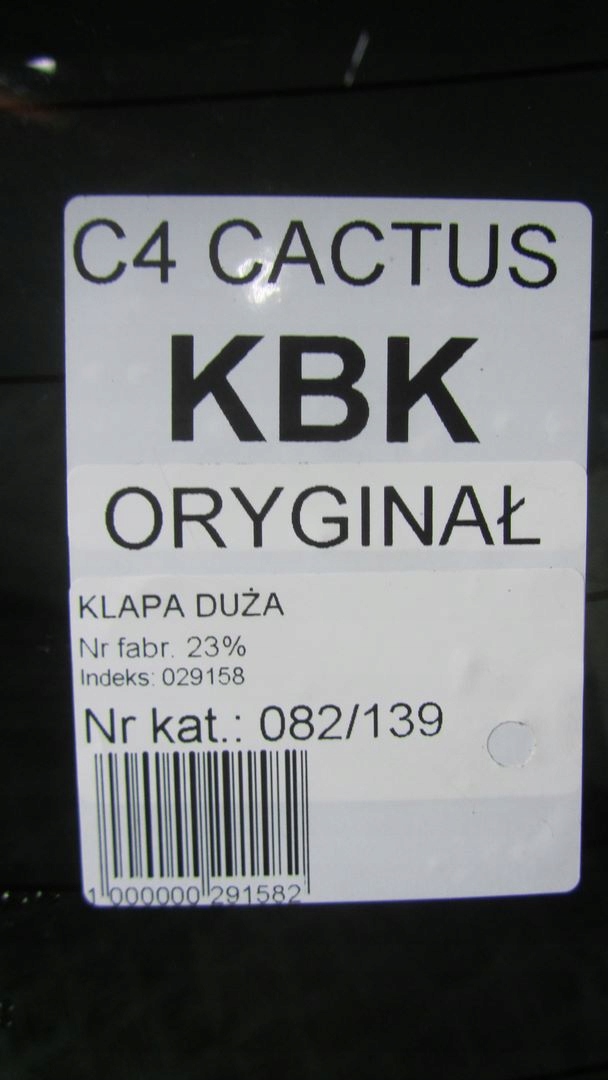 C4 CACTUS
KBK
ORYGINAŁ
KLAPA DUŻA
Nr fabr. 23%
Indeks: 029158
Nr kat.: 082/139
1 000000 291582